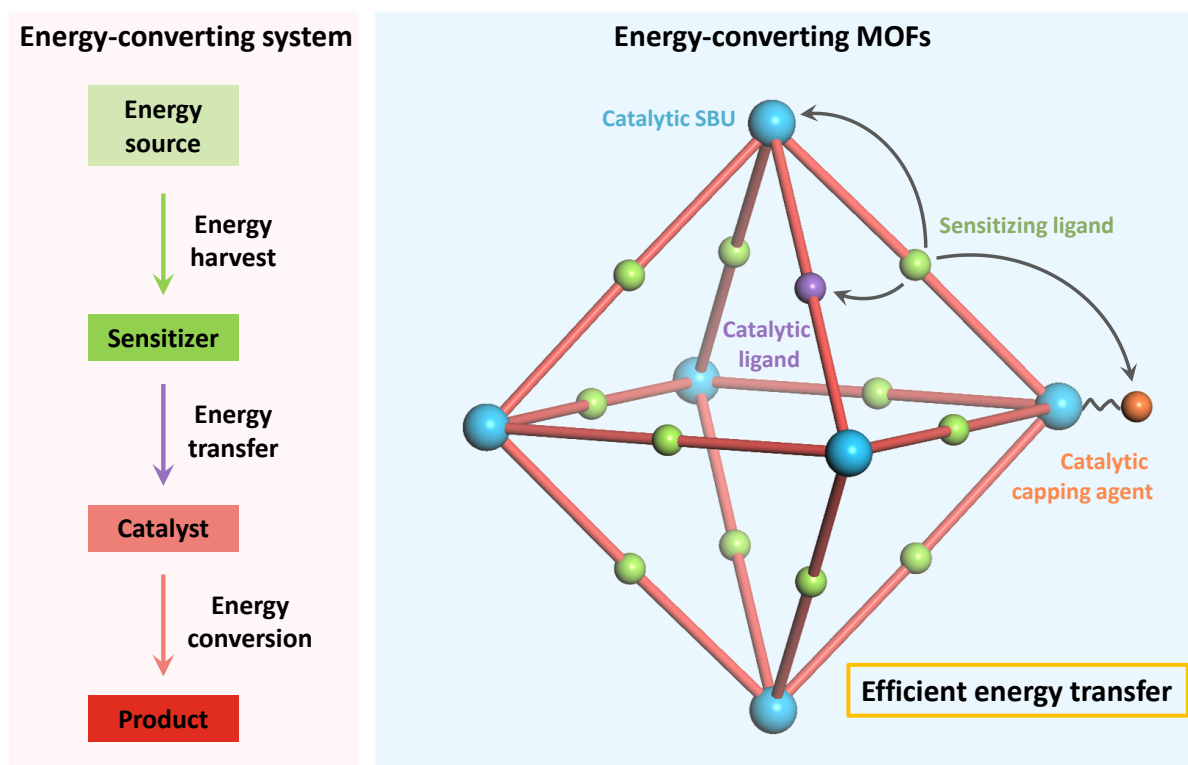 Energy-converting system
Energy
source
Energy
harvest
Sensitizer
Energy
transfer
Catalyst
Energy
conversion
Product
Energy-converting MOFs
Catalytic SBU
Sensitizing ligand
Catalytic
ligand
Catalytic
capping agent
Efficient energy transfer